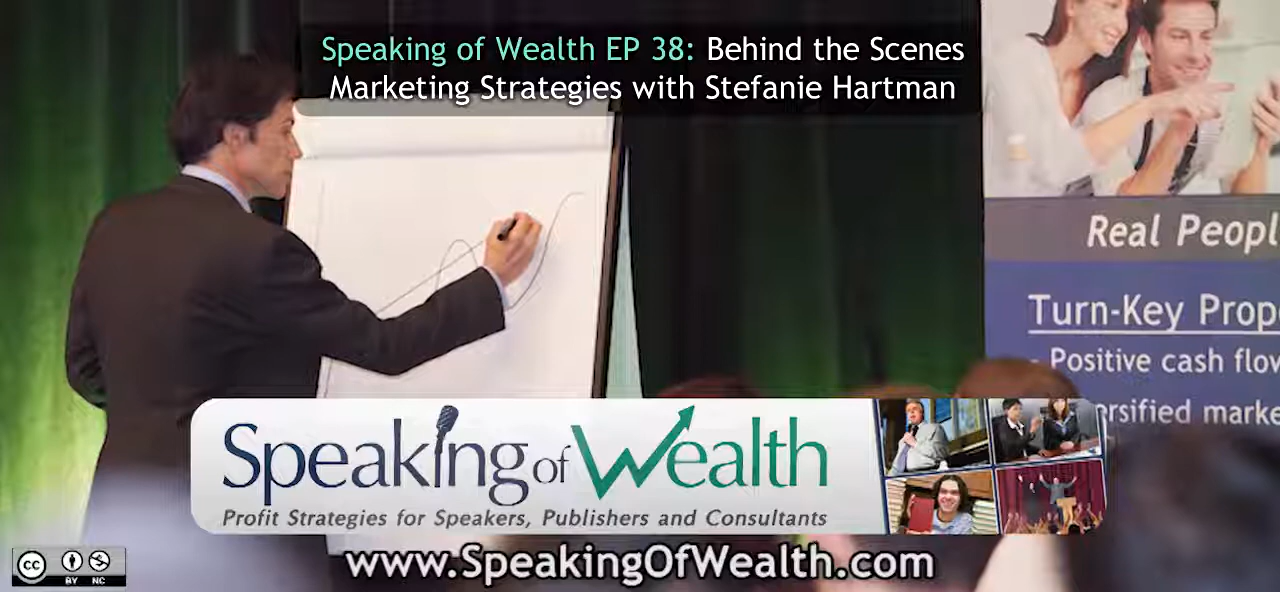 Speaking of Wealth EP 38: Behind the Scenes
Marketing Strategies with Stefanie Hartman
Real Peopl
Turn-Key Prope
- Positive cash flow
ersified marke
Speaking of Wealth
Profit Strategies for Speakers, Publishers and Consultants
www.SpeakingOfWealth.com
cc
BY NC